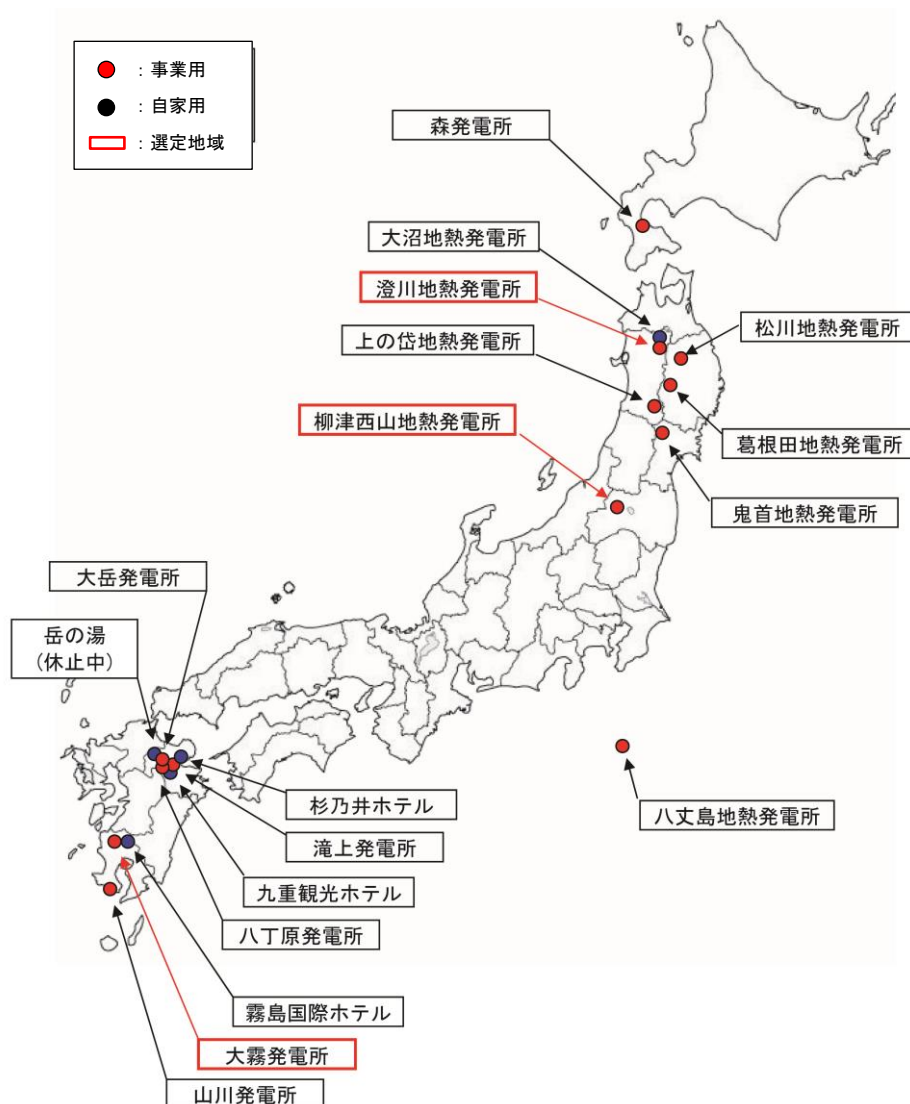 ：事業用
：自家用
：選定地域
森発電所
大沼地熱発電所
澄川地熱発電所
松川地熱発電所
上の岱地熱発電所
柳津西山地熱発電所
葛根田地熱発電所
鬼首地熱発電所
大岳発電所
岳の湯
（休止中）
杉乃井ホテル
八丈島地熱発電所
滝上発電所
九重観光ホテル
八丁原発電所
霧島国際ホテル
大霧発電所
山川発電所